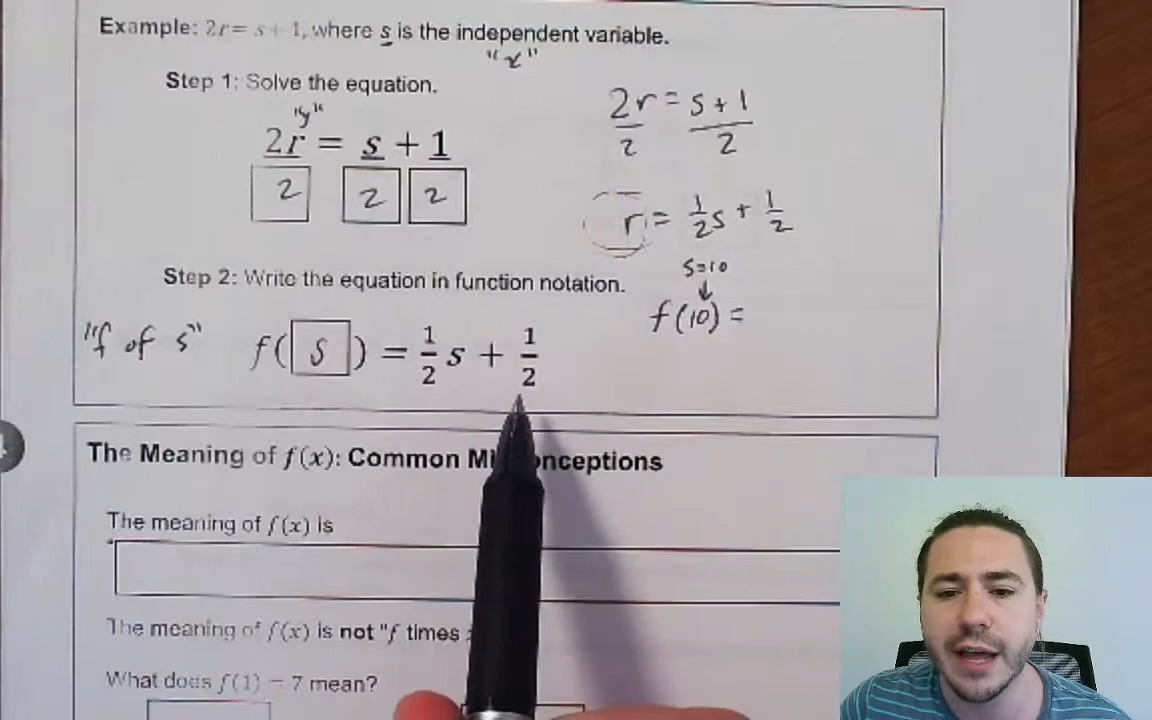 Example: 2r = s + 1, where s is the independent variable.
"x"
Step 1: Solve the equation.
"y"
2r = s + 1
2 2 2
2r = s + 1
2 2
r = 1/2 s + 1/2
Step 2: Write the equation in function notation.
s=10
f(10) =
"f of s" f( s ) = 1/2 s + 1/2
The Meaning of f(x): Common
The meaning of f(x) is
The meaning of f(x) is not "f times
What does f(1) = 7 mean?